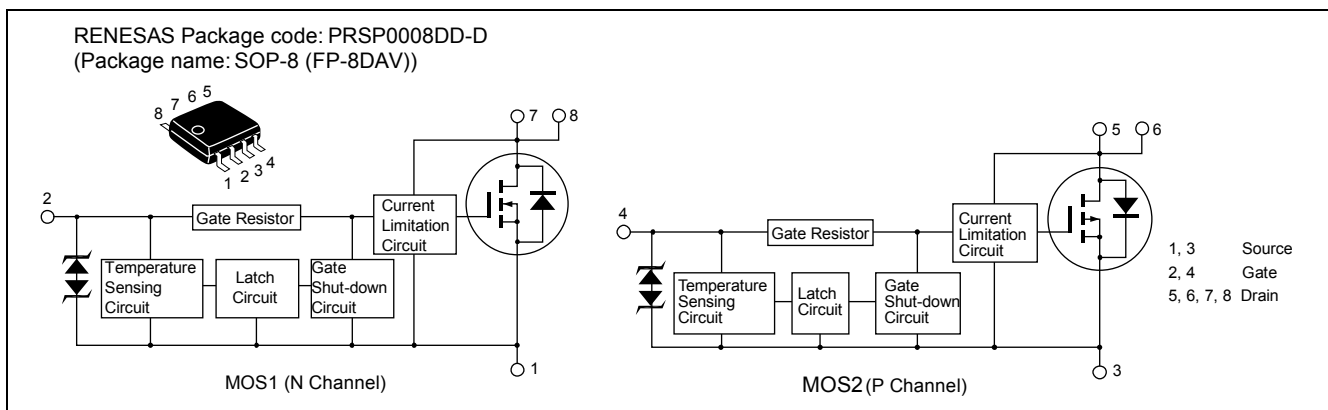 RENESAS Package code: PRSP0008DD-D
(Package name: SOP-8 (FP-8DAV))
8
7
6
5
1
2
3
4
2
7
8
Gate Resistor
Current
Limitation
Circuit
Temperature
Sensing
Circuit
Latch
Circuit
Gate
Shut-down
Circuit
1
MOS1 (N Channel)
4
5
6
Gate Resistor
Current
Limitation
Circuit
Temperature
Sensing
Circuit
Latch
Circuit
Gate
Shut-down
Circuit
3
MOS2 (P Channel)
1, 3 Source
2, 4 Gate
5, 6, 7, 8 Drain